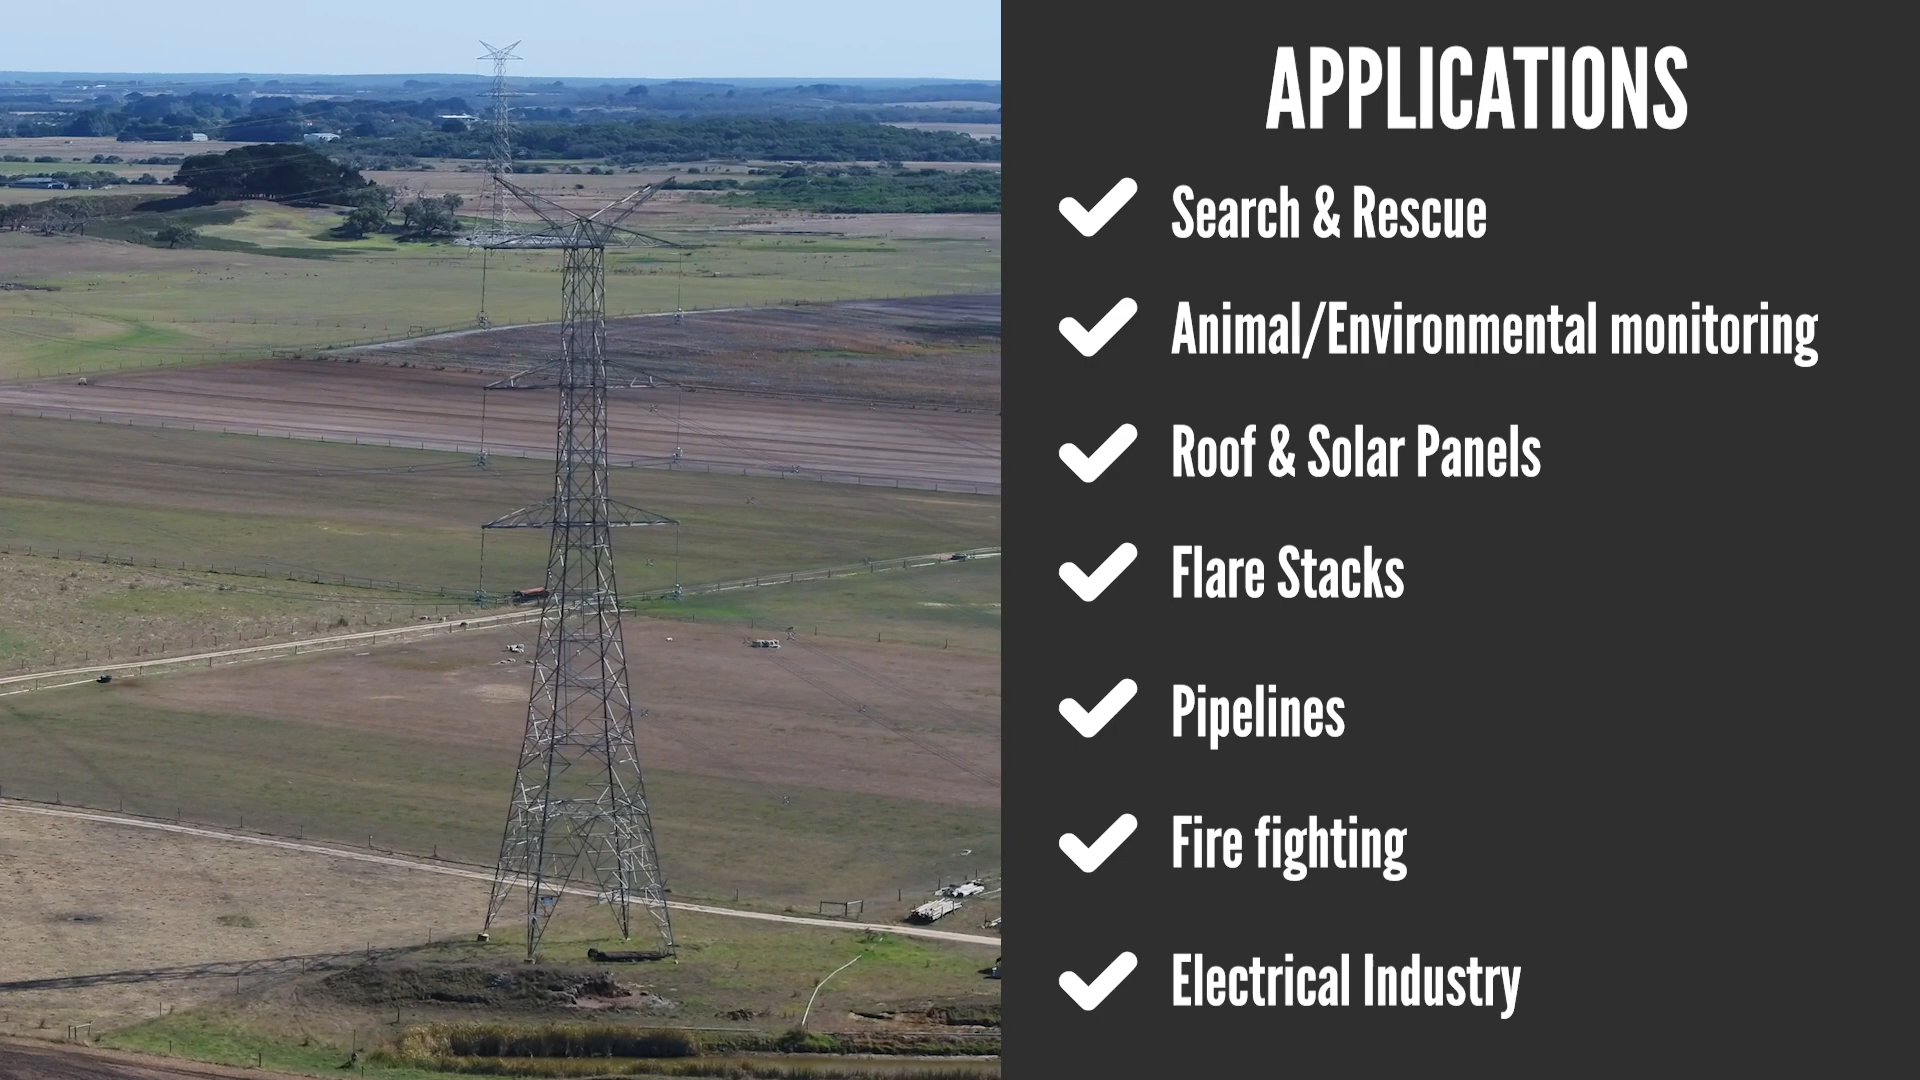 APPLICATIONS
Search & Rescue
Animal/Environmental monitoring
Roof & Solar Panels
Flare Stacks
Pipelines
Fire fighting
Electrical Industry